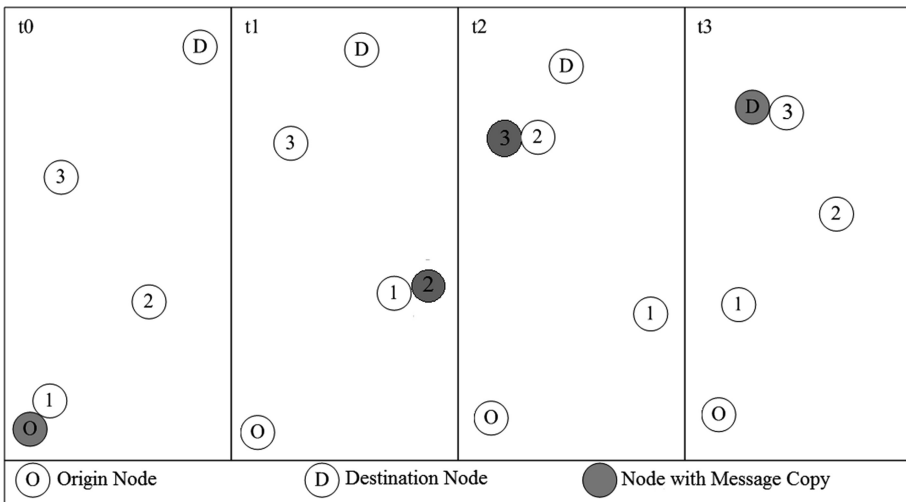 t0 t1 t2 t3
D D D
3 3 3 2 D 3
2 1 2 2
1 1
1
O O O O
O Origin Node D Destination Node Node with Message Copy